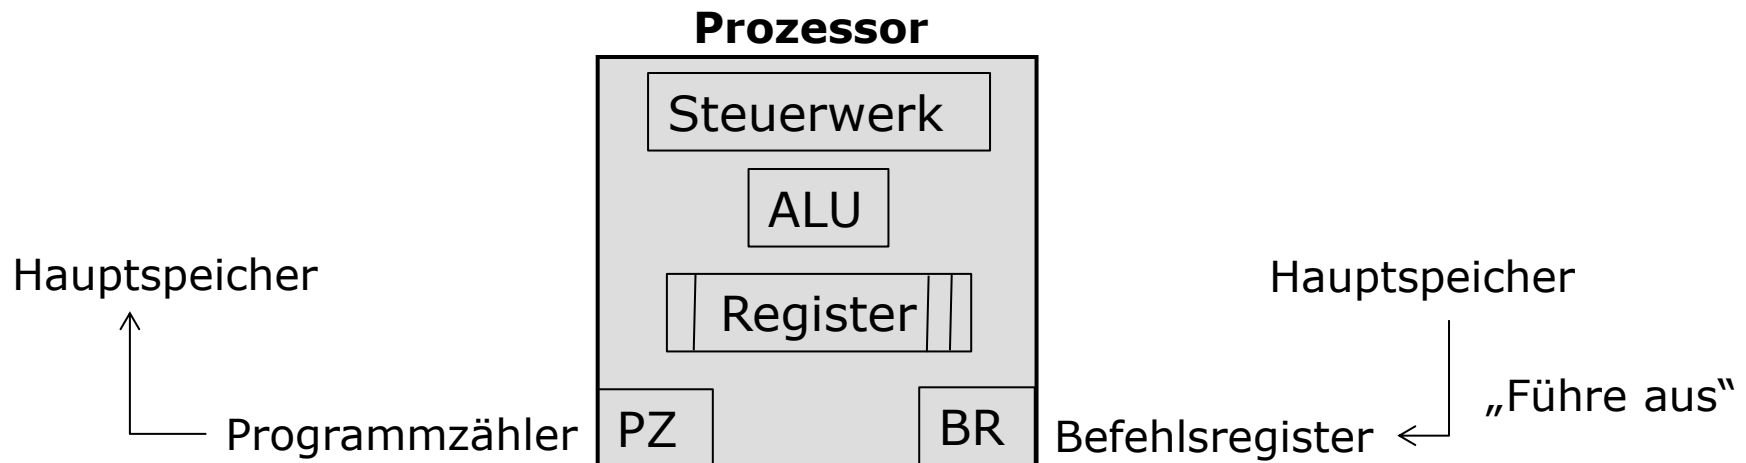 Prozessor
Steuerwerk
ALU
Hauptspeicher
Register
Hauptspeicher
„Führe aus“
Programmzähler
PZ
BR
Befehlsregister